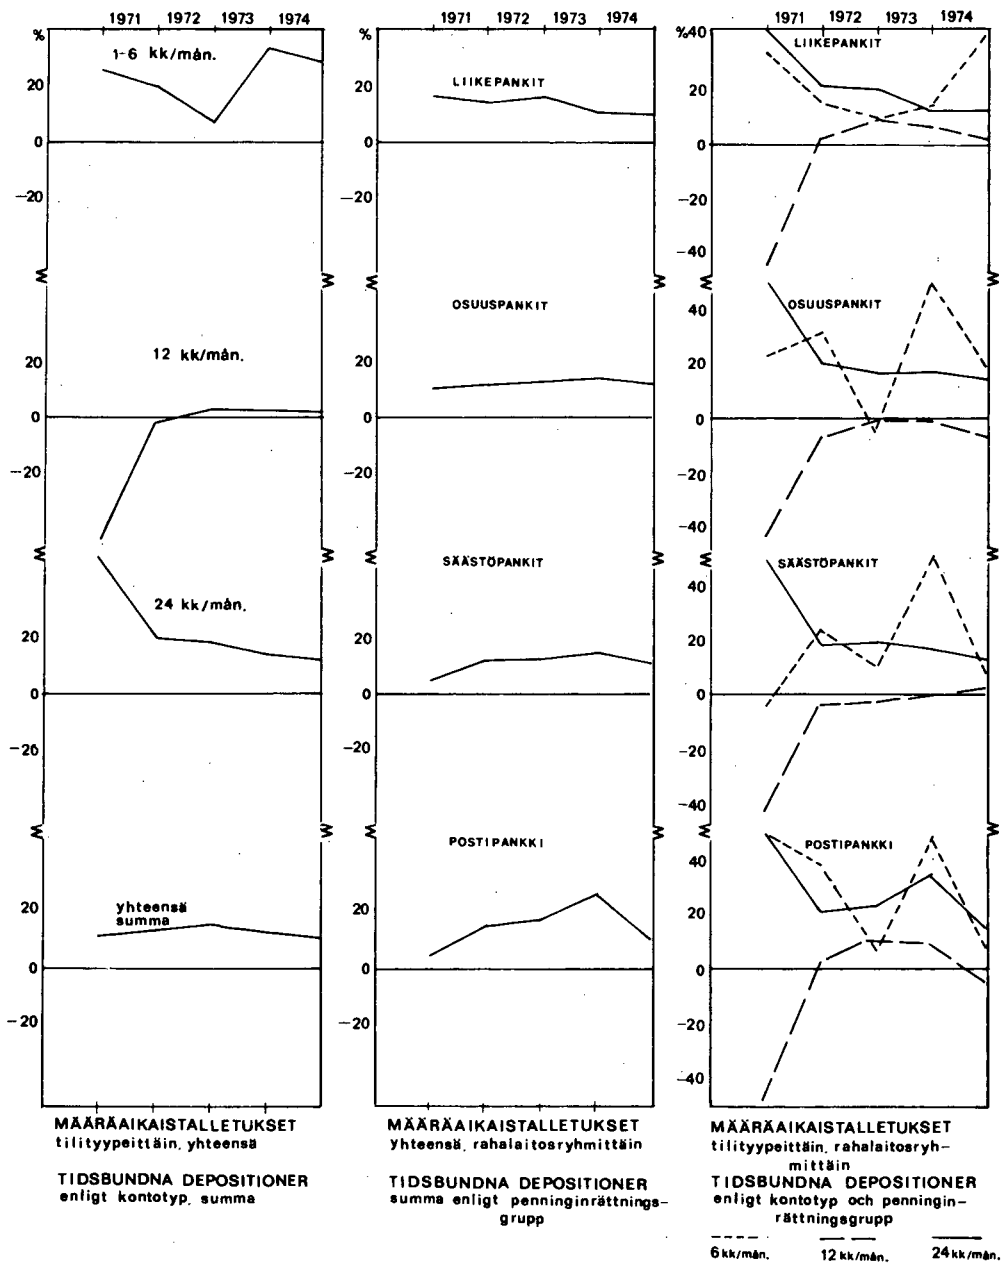 1971 1972 1973 1974
%
1-6 kk/mån.
20
0
-20
12 kk/mån.
20
0
-20
24 kk/mån.
20
0
-20
yhteensä
summa
20
0
-20
MÄÄRÄAIKAISTALLETUKSET
tilityypeittäin, yhteensä
TIDSBUNDNA DEPOSITIONER
enligt kontotyp, summa
1971 1972 1973 1974
%
LIIKEPANKIT
20
0
-20
OSUUSPANKIT
20
0
-20
SÄÄSTÖPANKIT
20
0
-20
POSTIPANKKI
20
0
-20
MÄÄRÄAIKAISTALLETUKSET
yhteensä, rahalaitosryhmittäin
TIDSBUNDNA DEPOSITIONER
summa enligt penninginrättnings-
grupp
1971 1972 1973 1974
%40
LIIKEPANKIT
20
0
-20
-40
OSUUSPANKIT
40
20
0
-20
-40
SÄÄSTÖPANKIT
40
20
0
-20
-40
POSTIPANKKI
40
20
0
-20
-40
MÄÄRÄAIKAISTALLETUKSET
tilityypeittäin, rahalaitosryh-
mittäin
TIDSBUNDNA DEPOSITIONER
enligt kontotyp och penningin-
rättningsgrupp
6 kk/mån. 12 kk/mån. 24 kk/mån.